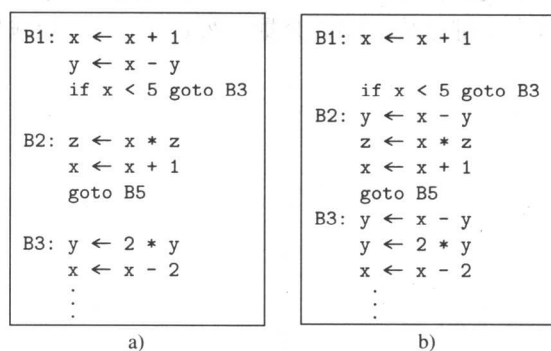 B1: x ← x + 1
y ← x - y
if x < 5 goto B3
B2: z ← x * z
x ← x + 1
goto B5
B3: y ← 2 * y
x ← x - 2
.
.
.
a)
B1: x ← x + 1
if x < 5 goto B3
B2: y ← x - y
z ← x * z
x ← x + 1
goto B5
B3: y ← x - y
y ← 2 * y
x ← x - 2
.
.
.
b)